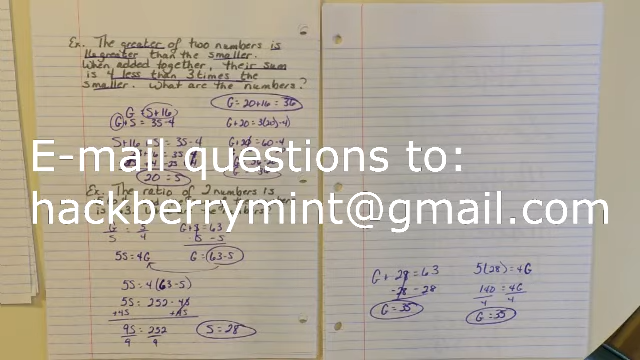 Ex. The greater of two numbers is
16 greater than the smaller.
When added together, their sum
is 4 less than 3 times the
smaller. What are the numbers?
G = 20+16 = 36
G = S+16
G+S = 3S-4
G+20 = 3(20)-4
S+16 = 3S-4
G+20 = 60-4
20 = S
E-mail questions to:
Ex. The ratio of 2 numbers is
hackberrymint@gmail.com
G+S = 63
-S -S
5S = 4G
G = 63-S
5S = 4(63-S)
5S = 252-4S
+4S +4S
9S = 252
9 9
S = 28
G + 28 = 63
-28 -28
G = 35
5(28) = 4G
140 = 4G
4 4
G = 35